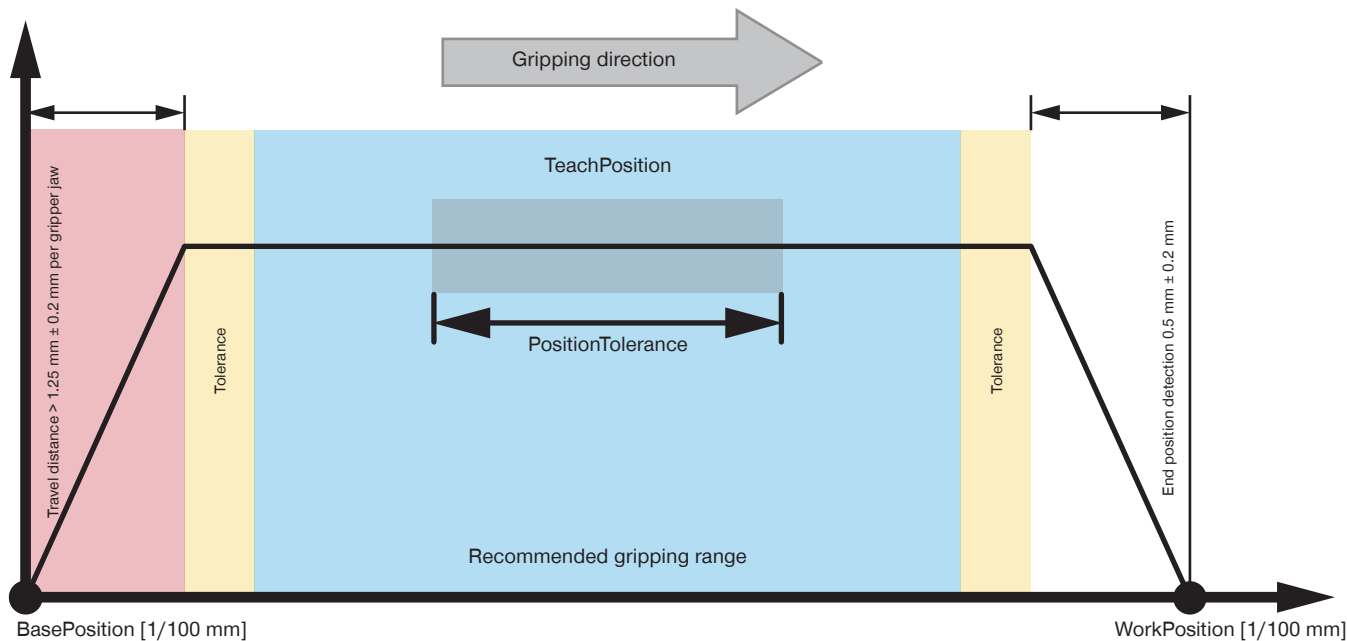 Gripping direction
TeachPosition
Travel distance > 1.25 mm ± 0.2 mm per gripper jaw
Tolerance
PositionTolerance
Tolerance
End position detection 0.5 mm ± 0.2 mm
Recommended gripping range
BasePosition [1/100 mm]
WorkPosition [1/100 mm]